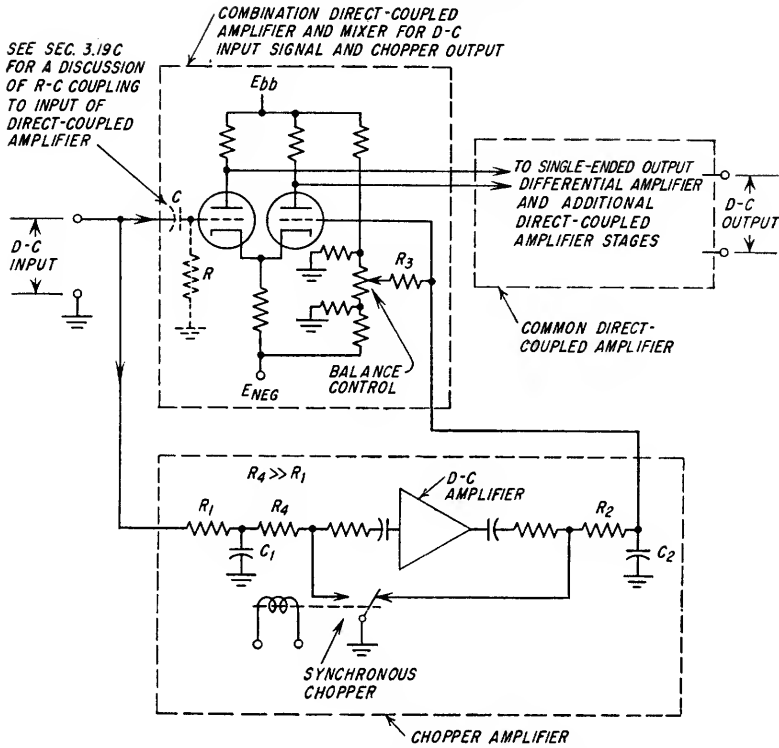 COMBINATION DIRECT-COUPLED
AMPLIFIER AND MIXER FOR D-C
INPUT SIGNAL AND CHOPPER OUTPUT
SEE SEC. 3.19C
FOR A DISCUSSION
OF R-C COUPLING
TO INPUT OF
DIRECT-COUPLED
AMPLIFIER
Ebb
C
R
D-C
INPUT
R3
BALANCE
CONTROL
ENEG
TO SINGLE-ENDED OUTPUT
DIFFERENTIAL AMPLIFIER
AND ADDITIONAL
DIRECT-COUPLED
AMPLIFIER STAGES
D-C
OUTPUT
COMMON DIRECT-
COUPLED AMPLIFIER
R4 >> R1
D-C
AMPLIFIER
R1
R4
R2
C1
C2
SYNCHRONOUS
CHOPPER
CHOPPER AMPLIFIER